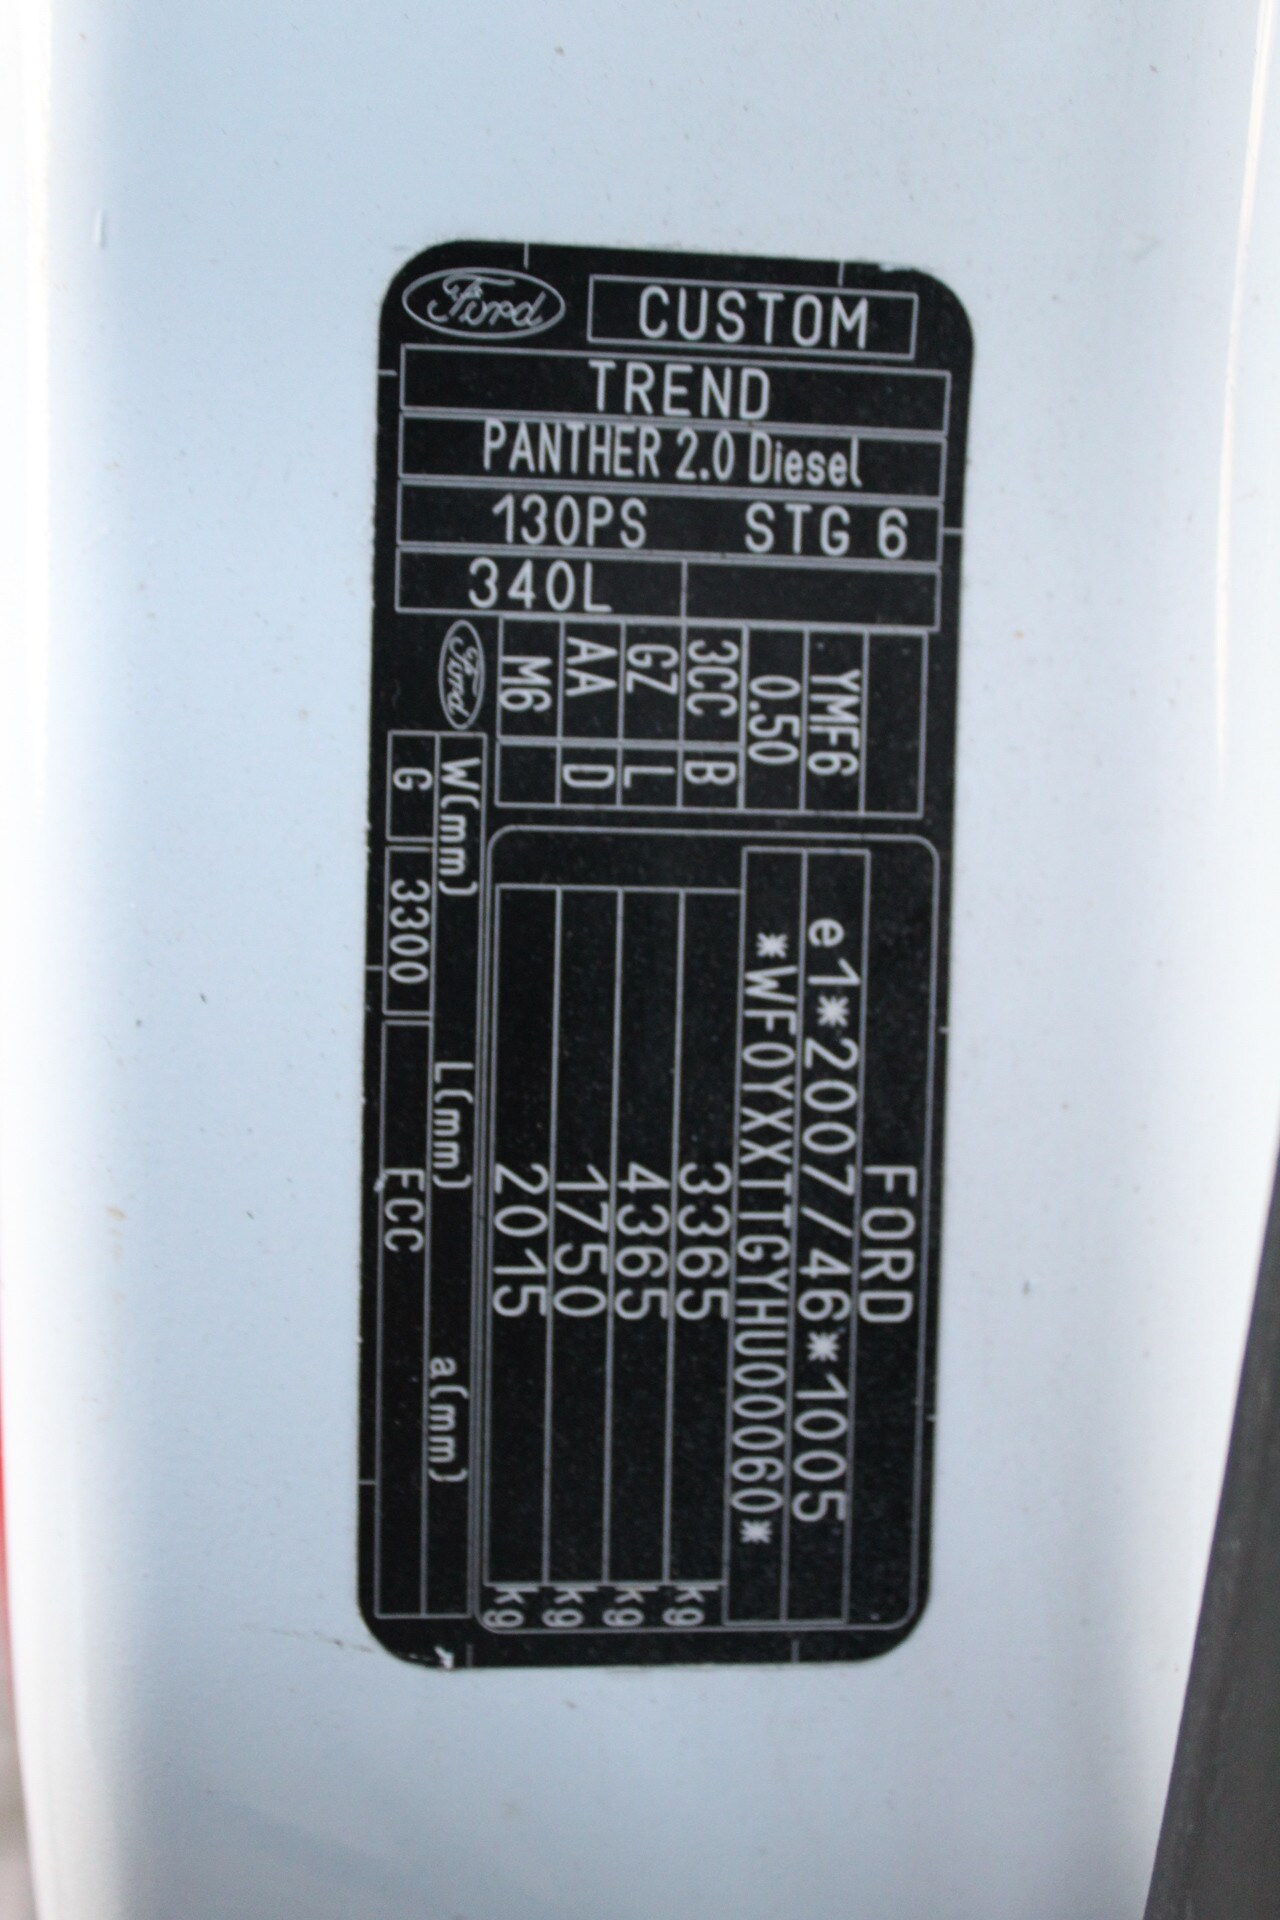 Ford CUSTOM
TREND
PANTHER 2.0 Diesel
130PS STG 6
340L
YMF6
0.50
3CC B
GZ L
AA D
M6
Ford
FORD
e1*2007/46*1005
*WF0YXXTTGYHU00060*
3365 kg
4365 kg
1750 kg
2015 kg
W(mm) L(mm) a(mm)
G 3300 ECC